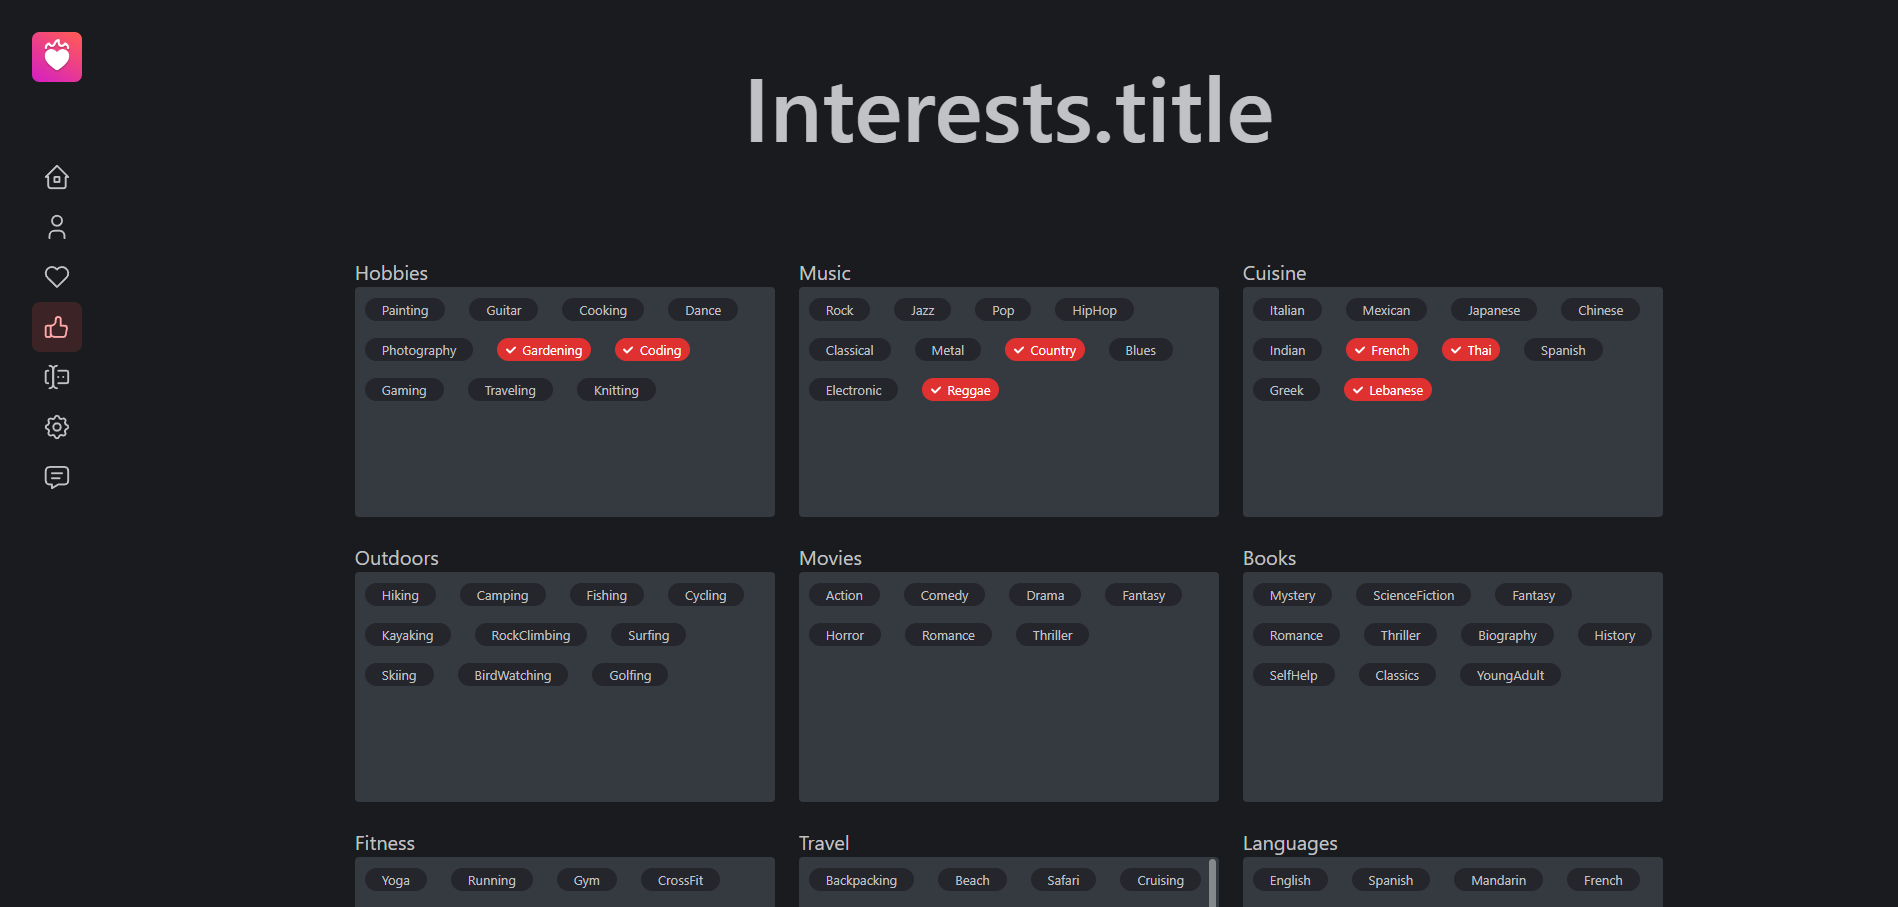 Interests.title
Hobbies
Painting Guitar Cooking Dance
Photography Gardening Coding
Gaming Traveling Knitting
Music
Rock Jazz Pop HipHop
Classical Metal Country Blues
Electronic Reggae
Cuisine
Italian Mexican Japanese Chinese
Indian French Thai Spanish
Greek Lebanese
Outdoors
Hiking Camping Fishing Cycling
Kayaking RockClimbing Surfing
Skiing BirdWatching Golfing
Movies
Action Comedy Drama Fantasy
Horror Romance Thriller
Books
Mystery ScienceFiction Fantasy
Romance Thriller Biography History
SelfHelp Classics YoungAdult
Fitness
Yoga Running Gym CrossFit
Travel
Backpacking Beach Safari Cruising
Languages
English Spanish Mandarin French